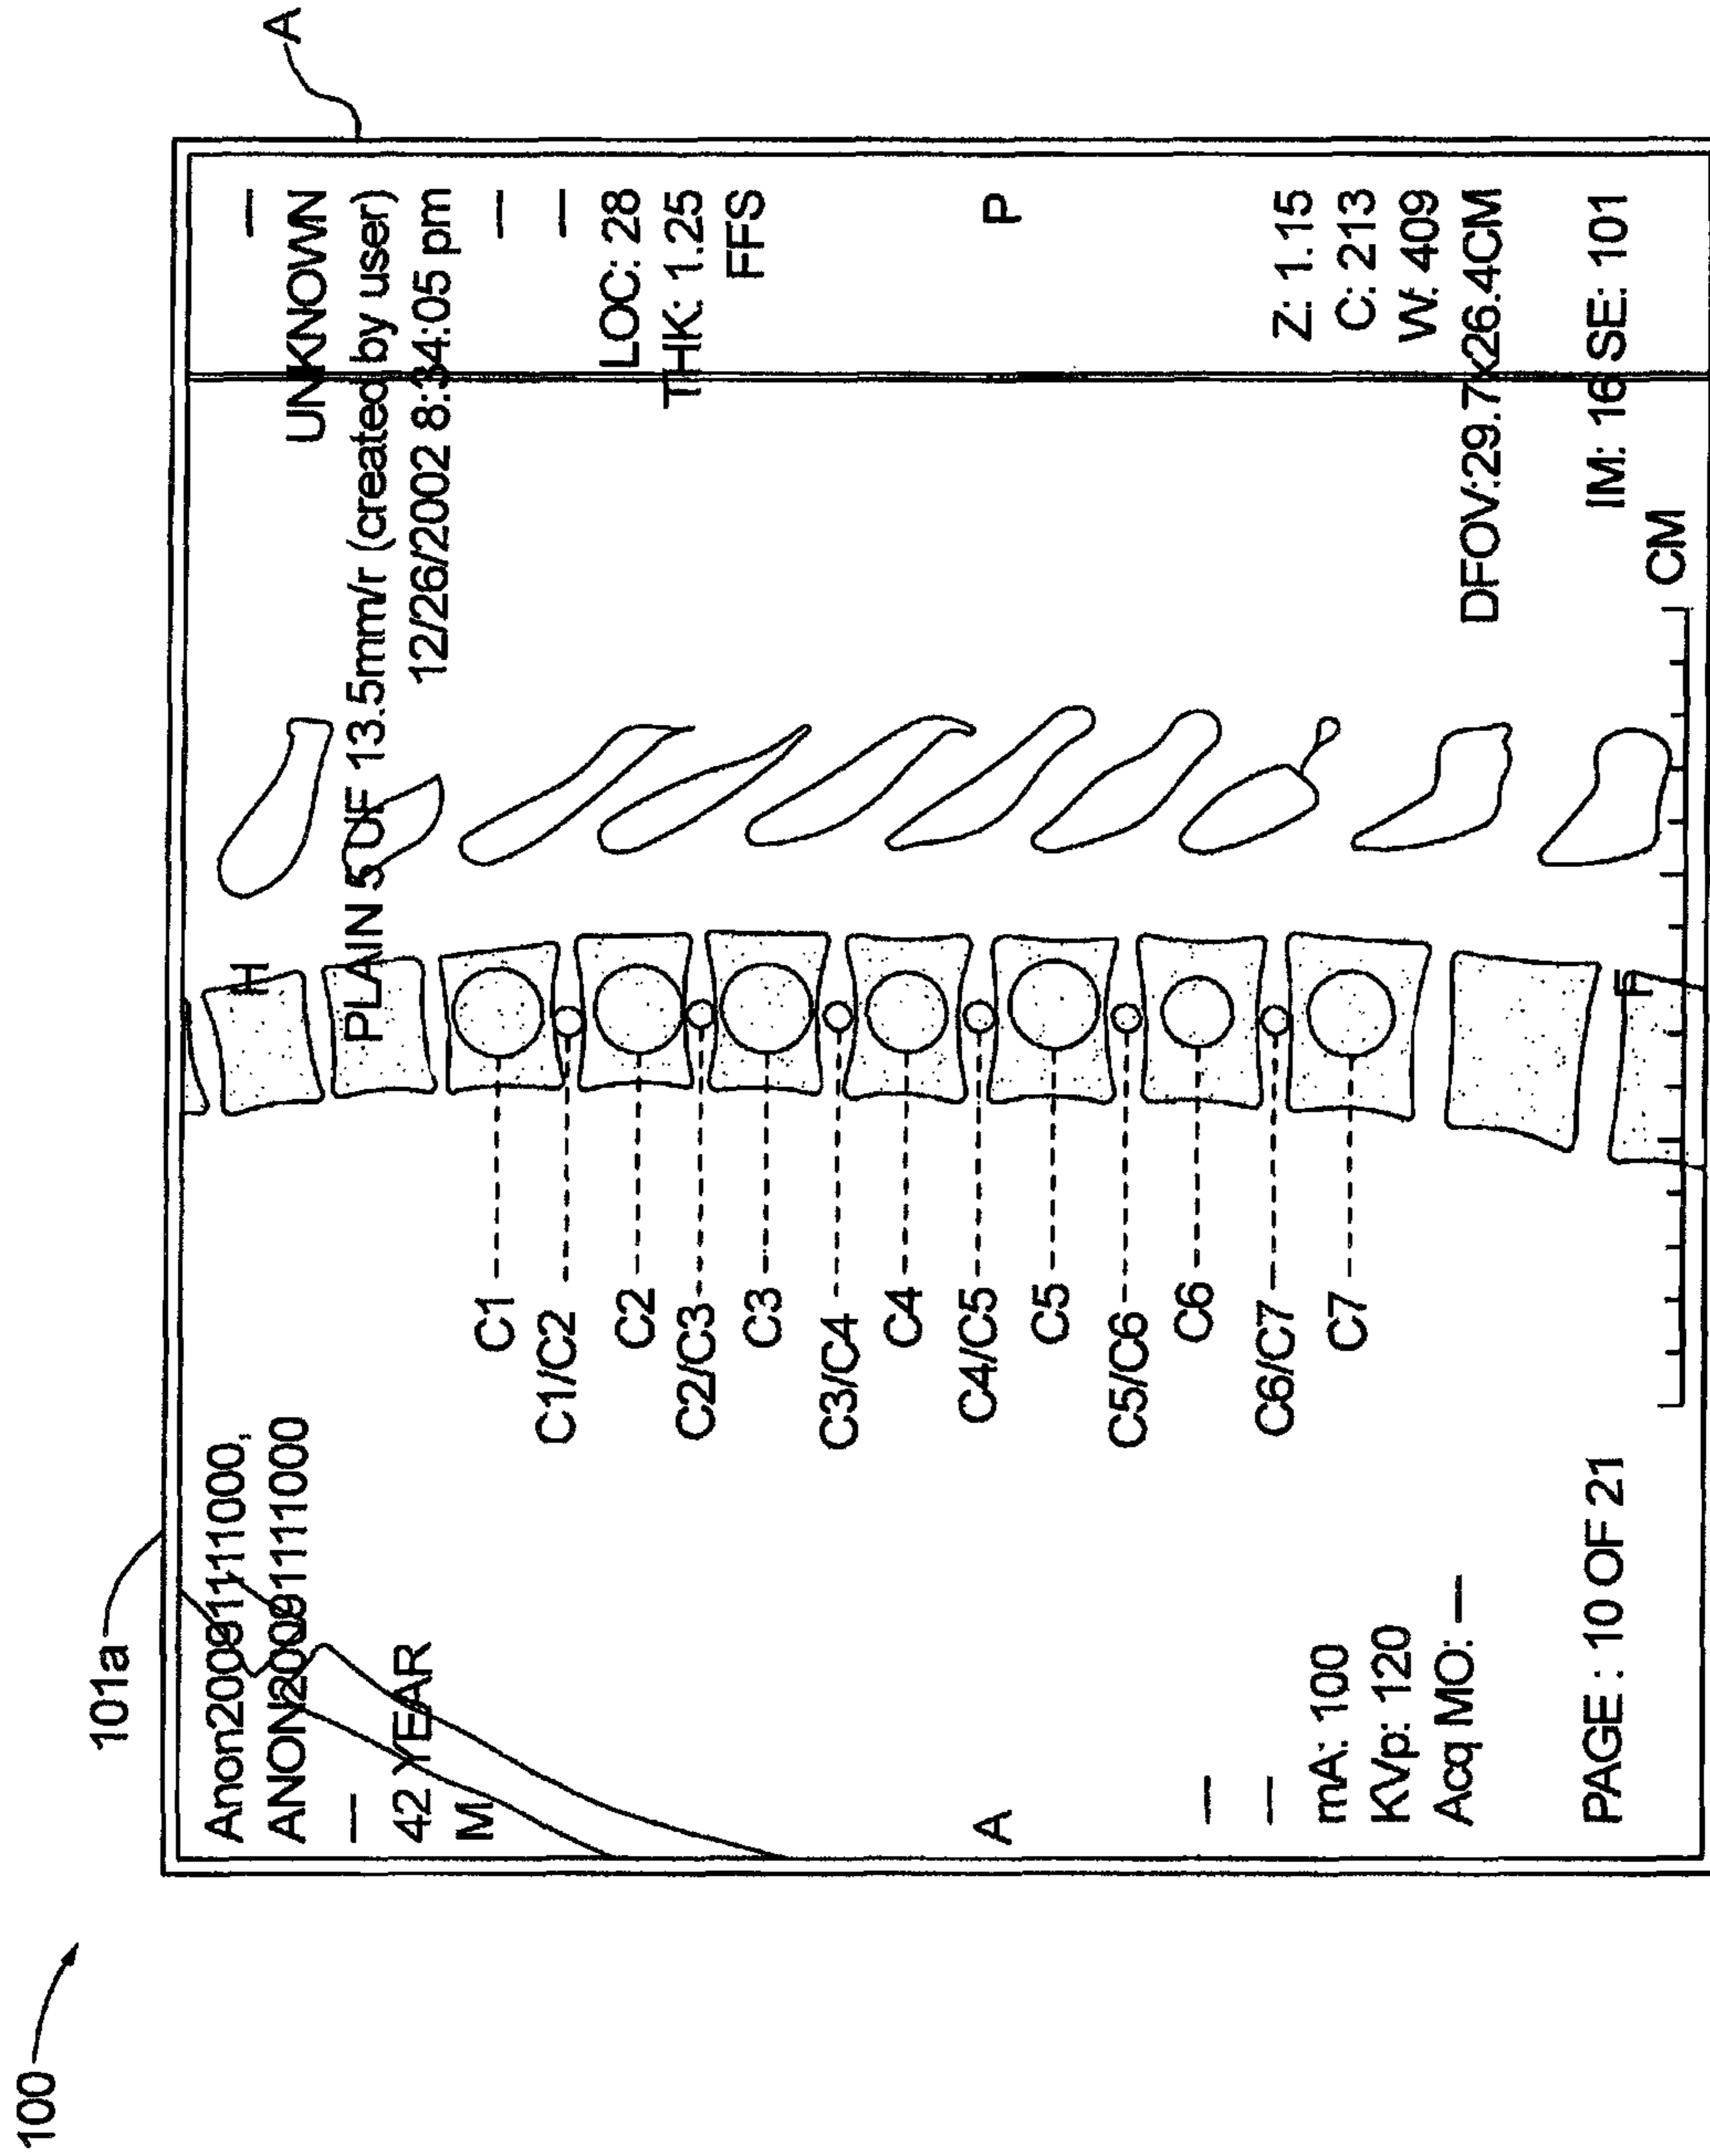 100
101a
A
Anon20091111000,
ANON20091111000
—
42 YEAR
M
—
UNKNOWN
PLAIN 5 OF 13.5mm/r (created by user)
12/26/2002 8:34:05 pm
—
—
LOC: 28
THK: 1.25
FFS
H
C1
C1/C2
C2
C2/C3
C3
C3/C4
C4
C4/C5
C5
C5/C6
C6
C6/C7
C7
A
P
—
—
mA: 100
KVp: 120
Acq MO: —
PAGE : 10 OF 21
Z: 1.15
C: 213
W: 409
DFOV:29.7x26.4CM
IM: 16 SE: 101
F
CM